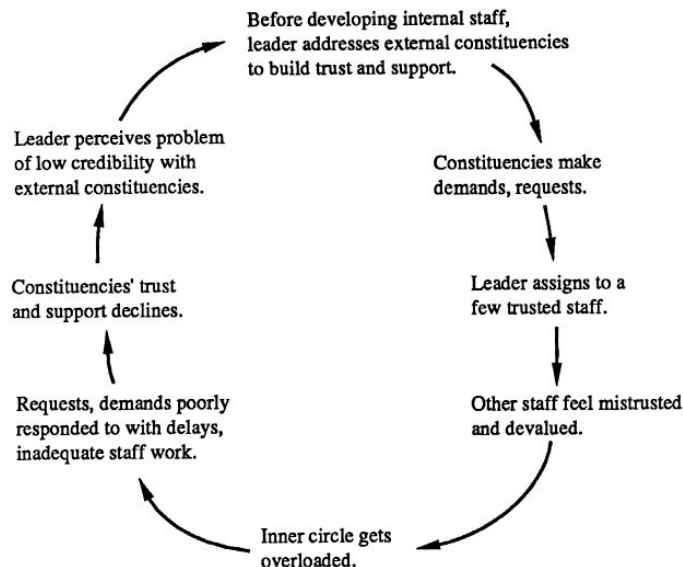 Before developing internal staff,
leader addresses external constituencies
to build trust and support.
Constituencies make
demands, requests.
Leader assigns to a
few trusted staff.
Other staff feel mistrusted
and devalued.
Inner circle gets
overloaded.
Requests, demands poorly
responded to with delays,
inadequate staff work.
Constituencies' trust
and support declines.
Leader perceives problem
of low credibility with
external constituencies.